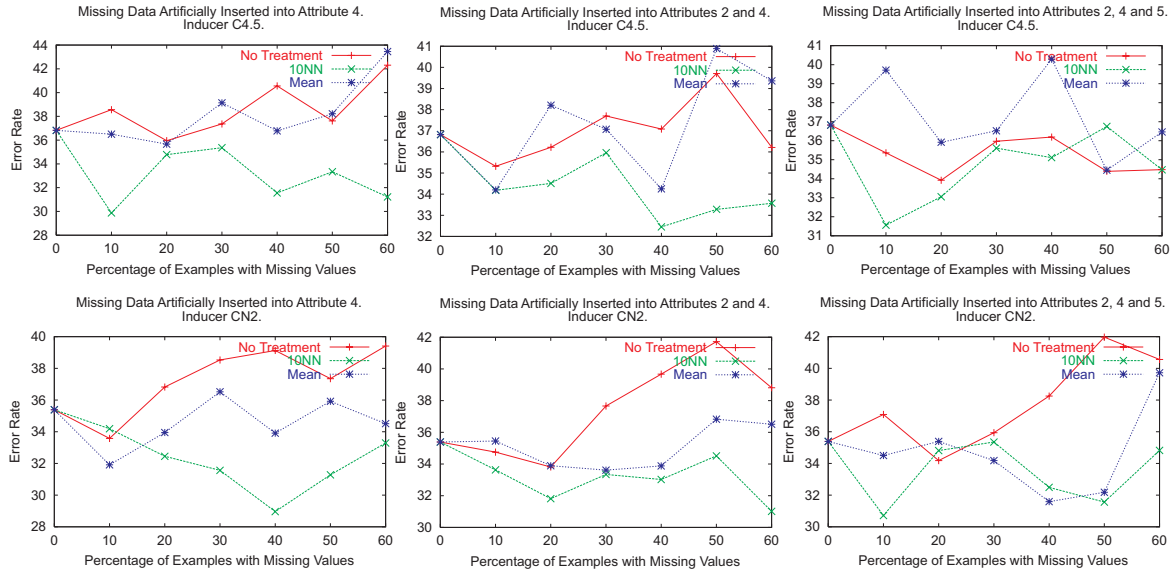 Missing Data Artificially Inserted into Attribute 4.
Inducer C4.5.
44
42
40
38
36
34
32
30
28
0
10
20
30
40
50
60
Error Rate
Percentage of Examples with Missing Values
No Treatment
10NN
Mean
Missing Data Artificially Inserted into Attributes 2 and 4.
Inducer C4.5.
41
40
39
38
37
36
35
34
33
32
0
10
20
30
40
50
60
Error Rate
Percentage of Examples with Missing Values
No Treatment
10NN
Mean
Missing Data Artificially Inserted into Attributes 2, 4 and 5.
Inducer C4.5.
41
40
39
38
37
36
35
34
33
32
31
0
10
20
30
40
50
60
Error Rate
Percentage of Examples with Missing Values
No Treatment
10NN
Mean
Missing Data Artificially Inserted into Attribute 4.
Inducer CN2.
40
38
36
34
32
30
28
0
10
20
30
40
50
60
Error Rate
Percentage of Examples with Missing Values
No Treatment
10NN
Mean
Missing Data Artificially Inserted into Attributes 2 and 4.
Inducer CN2.
42
40
38
36
34
32
30
0
10
20
30
40
50
60
Error Rate
Percentage of Examples with Missing Values
No Treatment
10NN
Mean
Missing Data Artificially Inserted into Attributes 2, 4 and 5.
Inducer CN2.
42
40
38
36
34
32
30
0
10
20
30
40
50
60
Error Rate
Percentage of Examples with Missing Values
No Treatment
10NN
Mean